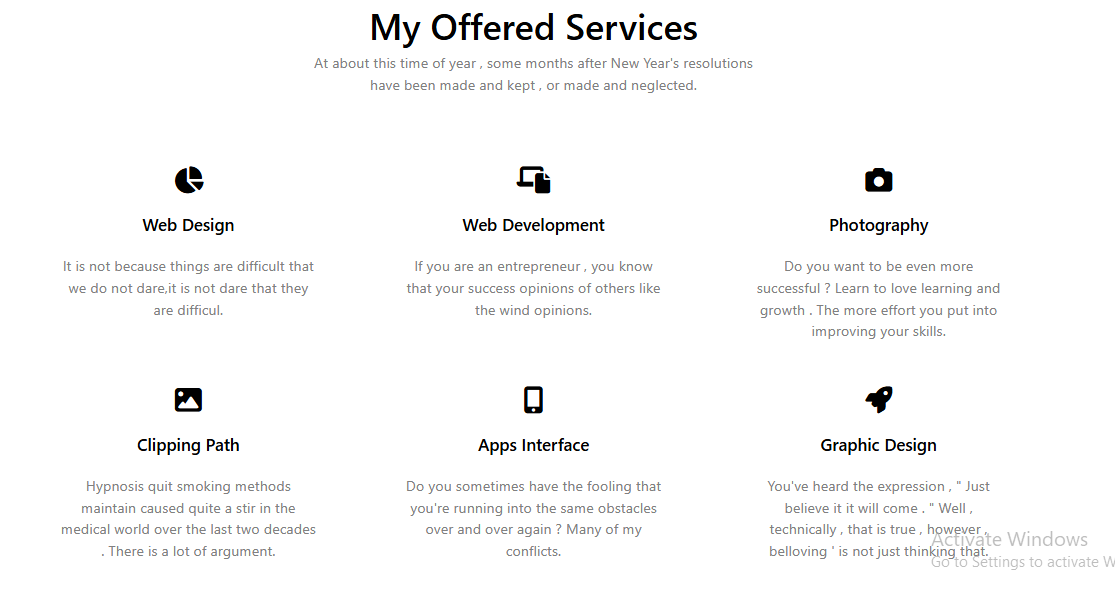 My Offered Services
At about this time of year , some months after New Year's resolutions
have been made and kept , or made and neglected.
Web Design
It is not because things are difficult that
we do not dare,it is not dare that they
are difficul.
Web Development
If you are an entrepreneur , you know
that your success opinions of others like
the wind opinions.
Photography
Do you want to be even more
successful ? Learn to love learning and
growth . The more effort you put into
improving your skills.
Clipping Path
Hypnosis quit smoking methods
maintain caused quite a stir in the
medical world over the last two decades
. There is a lot of argument.
Apps Interface
Do you sometimes have the fooling that
you're running into the same obstacles
over and over again ? Many of my
conflicts.
Graphic Design
You've heard the expression , " Just
believe it it will come . " Well ,
technically , that is true , however ,
belloving ' is not just thinking that.
Activate Windows
Go to Settings to activate W